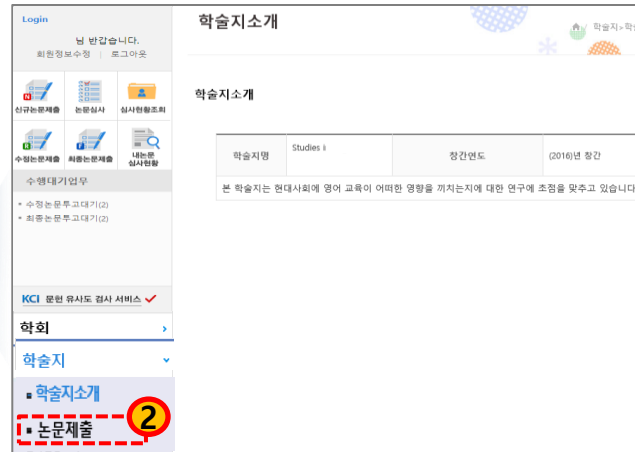 Login
님 반갑습니다.
회원정보수정 | 로그아웃
N
신규논문제출 논문심사 심사현황조회
R F
수정논문제출 최종논문제출 내논문 심사현황
수행대기업무
수정논문투고대기(2)
최종논문투고대기(2)
KCI 문헌 유사도 검사 서비스
학회
학술지
학술지소개
논문제출
2
학술지소개
학술지>학술
학술지소개
학술지명 Studies i 창간연도 (2016)년 창간
본 학술지는 현대사회에 영어 교육이 어떠한 영향을 끼치는지에 대한 연구에 초점을 맞추고 있습니다